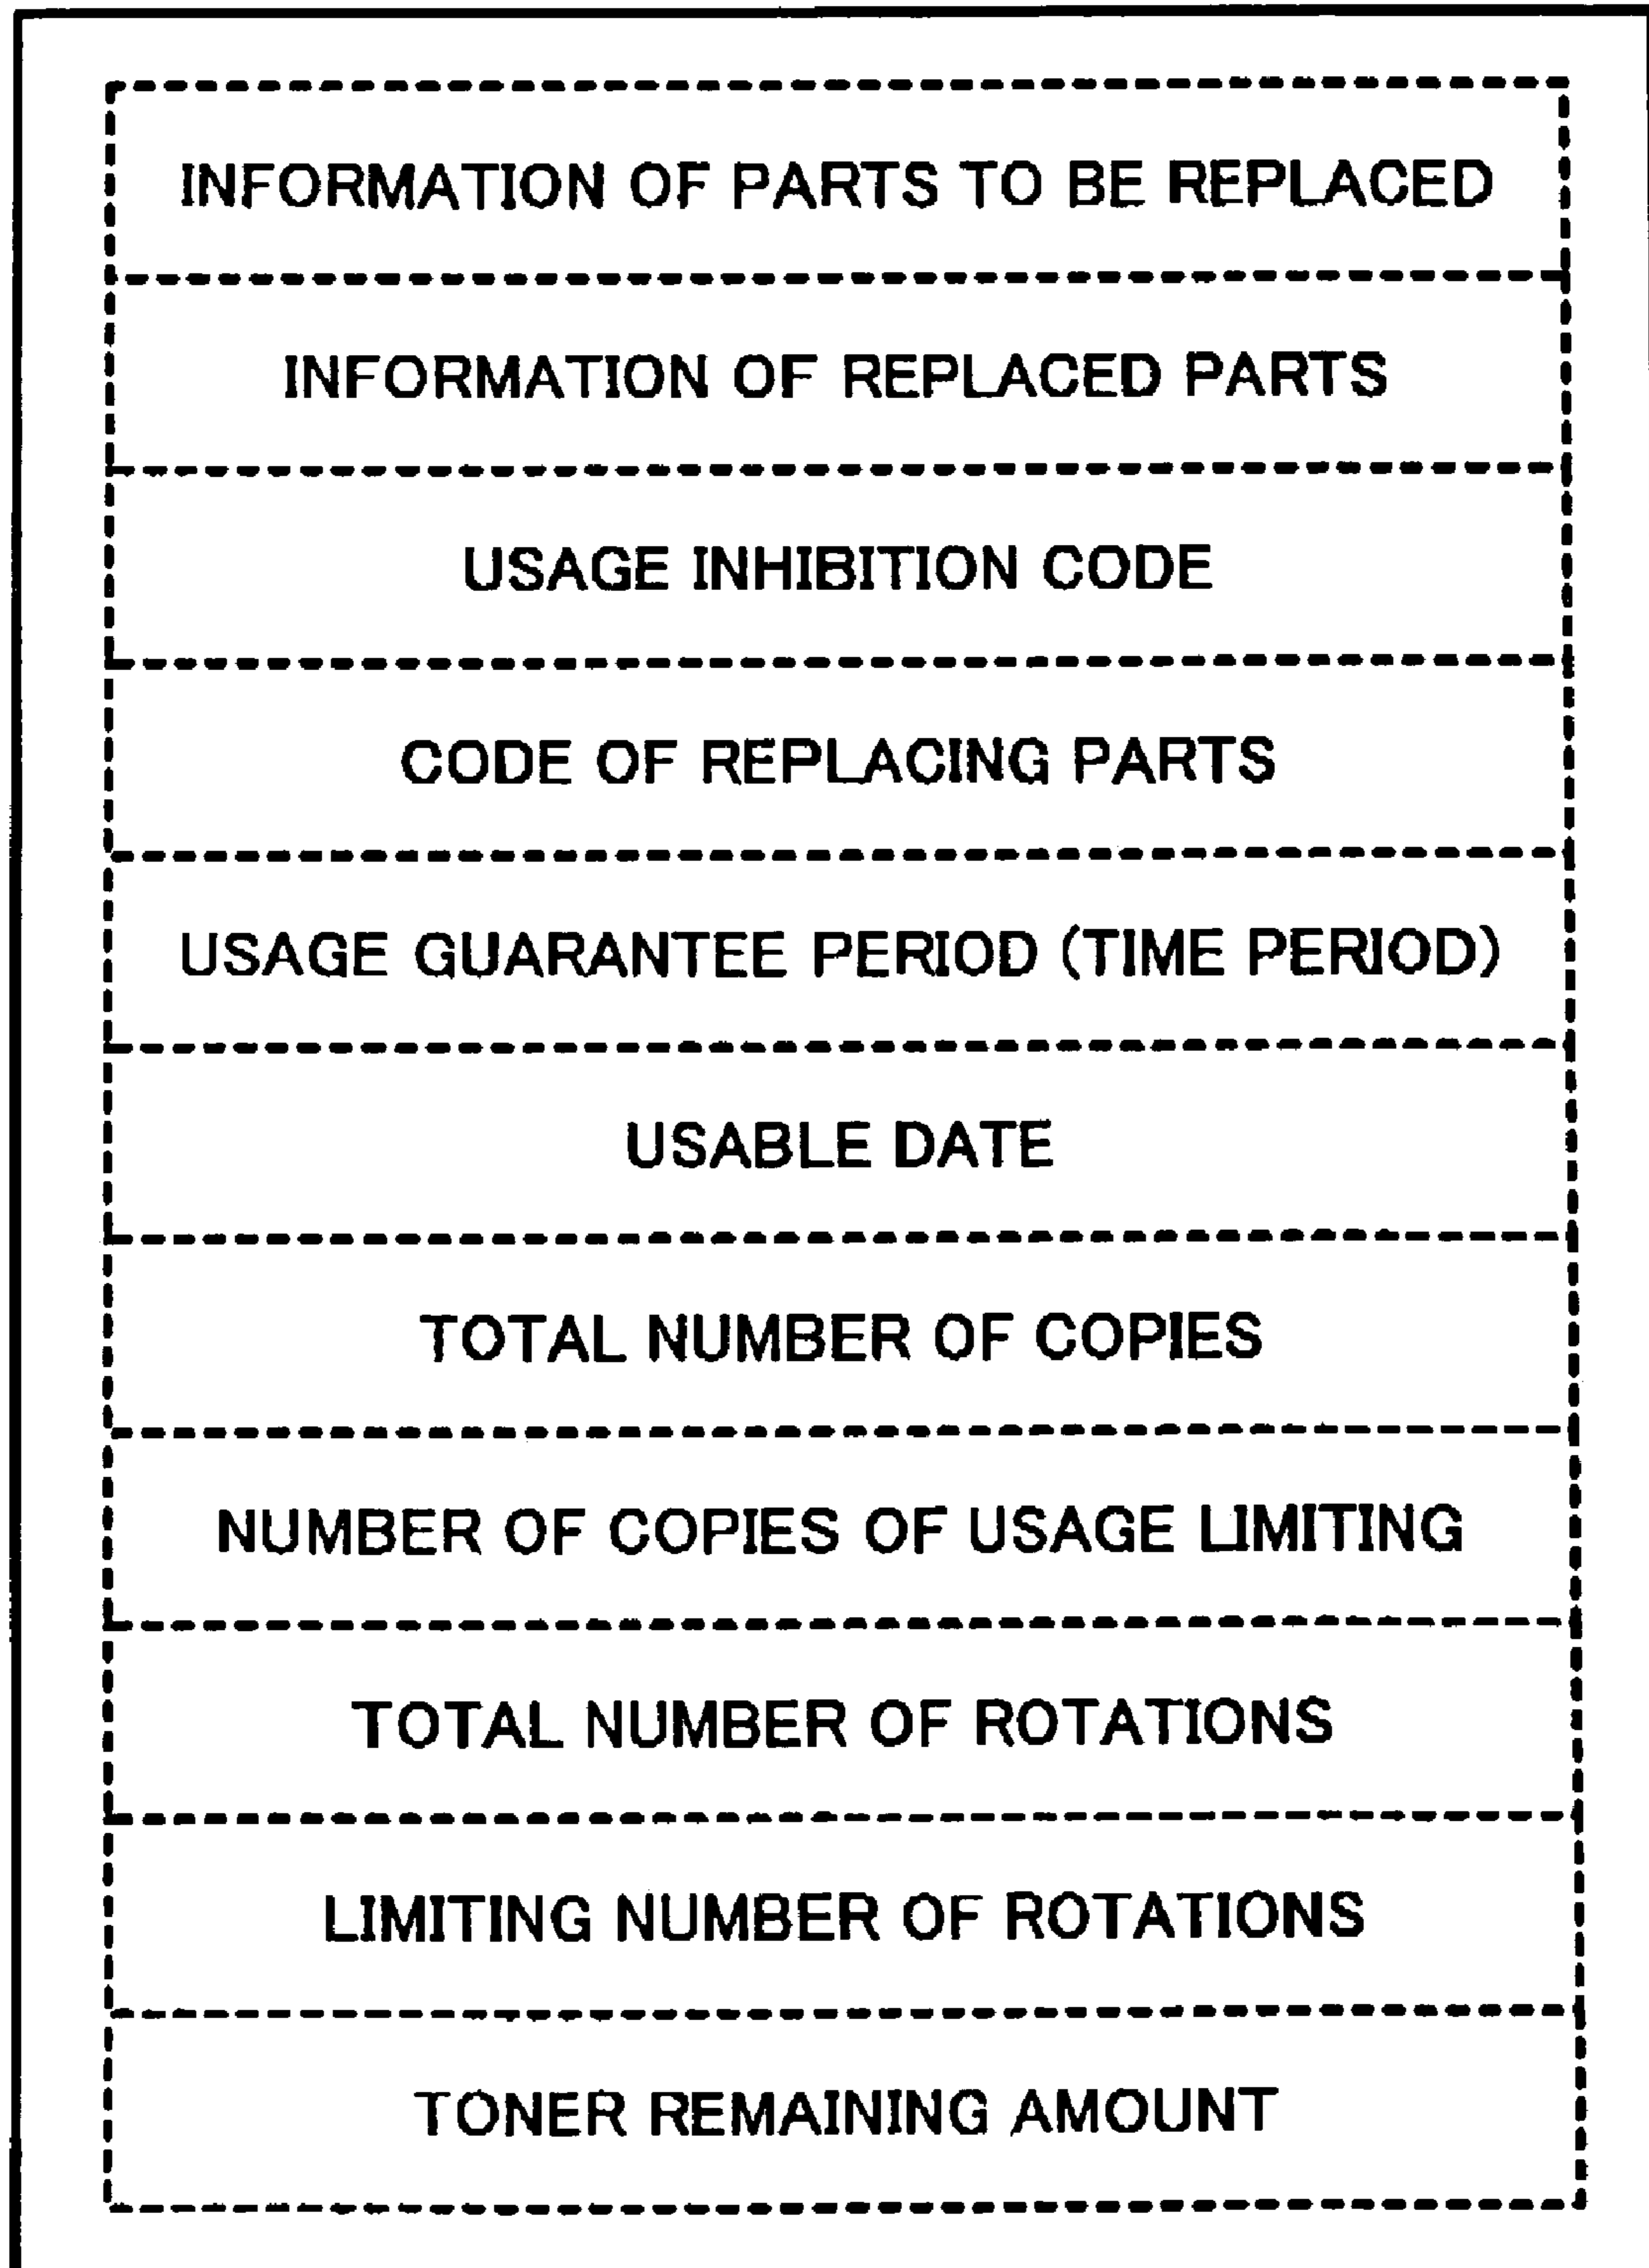 INFORMATION OF PARTS TO BE REPLACED
INFORMATION OF REPLACED PARTS
USAGE INHIBITION CODE
CODE OF REPLACING PARTS
USAGE GUARANTEE PERIOD (TIME PERIOD)
USABLE DATE
TOTAL NUMBER OF COPIES
NUMBER OF COPIES OF USAGE LIMITING
TOTAL NUMBER OF ROTATIONS
LIMITING NUMBER OF ROTATIONS
TONER REMAINING AMOUNT